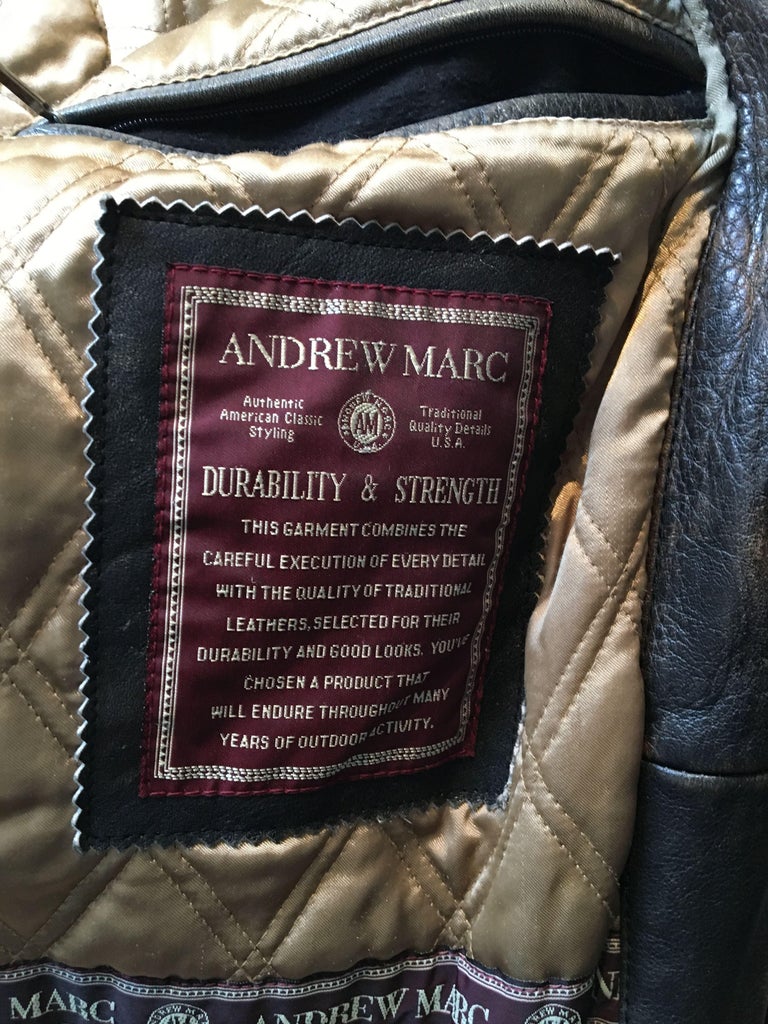 ANDREW MARC
Authentic
American Classic
Styling
AM
Traditional
Quality Details
U.S.A.
DURABILITY & STRENGTH
THIS GARMENT COMBINES THE
CAREFUL EXECUTION OF EVERY DETAIL
WITH THE QUALITY OF TRADITIONAL
LEATHERS, SELECTED FOR THEIR
DURABILITY AND GOOD LOOKS. YOU'VE
CHOSEN A PRODUCT THAT
WILL ENDURE THROUGHOUT MANY
YEARS OF OUTDOOR ACTIVITY.
MARC ANDREW MARC